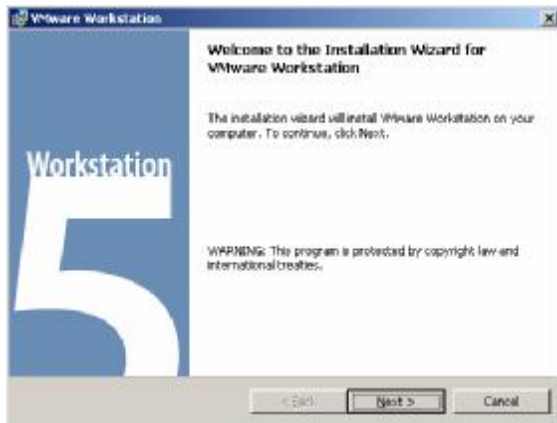 VMware Workstation
Welcome to the Installation Wizard for
VMware Workstation
The installation wizard will install VMware Workstation on your
computer. To continue, click Next.
Workstation
5
WARNING: This program is protected by copyright law and
international treaties.
< Back
Next >
Cancel